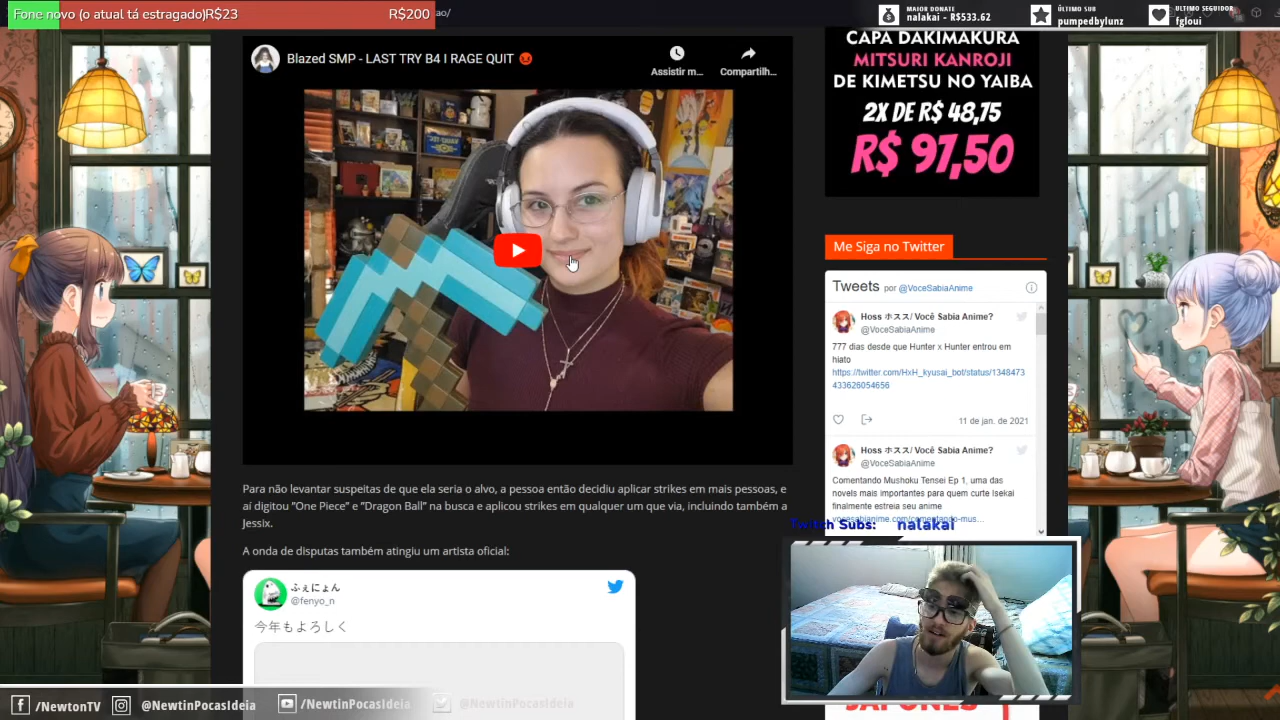 Fone novo (o atual tá estragado)R$23
R$200
ao/
MAIOR DONATE
nalakai - R$533.62
ÚLTIMO SUB
pumpedbylunz
ULTIMO SEGUIDOR
fgloui
Blazed SMP - LAST TRY B4 I RAGE QUIT
Assistir m...
Compartilh...
CAPA DAKIMAKURA
MITSURI KANROJI
DE KIMETSU NO YAIBA
2X DE R$ 48,75
R$ 97,50
Me Siga no Twitter
Tweets por @VoceSabiaAnime
Hoss ホスス/ Você Sabia Anime?
@VoceSabiaAnime
777 dias desde que Hunter x Hunter entrou em
hiato
https://twitter.com/HxH_kyusai_bot/status/1348473
433626054656
11 de jan. de 2021
Hoss ホスス/ Você Sabia Anime?
@VoceSabiaAnime
Comentando Mushoku Tensei Ep 1, uma das
novels mais importantes para quem curte Isekai
finalmente estreia seu anime
vocesabianime.com/comentando-mus...
Twitch Subs: nalakai
Para não levantar suspeitas de que ela seria o alvo, a pessoa então decidiu aplicar strikes em mais pessoas, e
aí digitou "One Piece" e "Dragon Ball" na busca e aplicou strikes em qualquer um que via, incluindo também a
Jessix.
A onda de disputas também atingiu um artista oficial:
ふぇにょん
@fenyo_n
今年もよろしく
/NewtonTV
@NewtinPocasIdeia
/NewtinPocasIdeia
@NewtinPocasIdeia
JAPONÊS